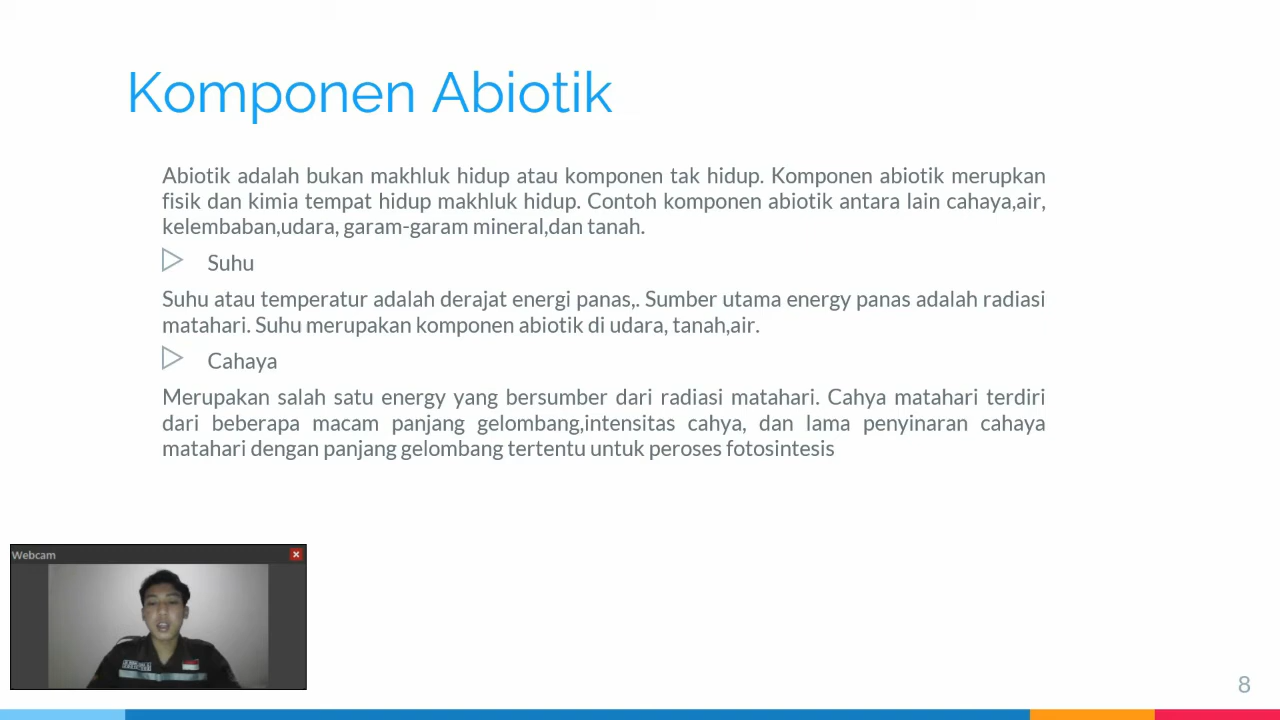 Komponen Abiotik
Abiotik adalah bukan makhluk hidup atau komponen tak hidup. Komponen abiotik merupkan
fisik dan kimia tempat hidup makhluk hidup. Contoh komponen abiotik antara lain cahaya,air,
kelembaban,udara, garam-garam mineral,dan tanah.
Suhu
Suhu atau temperatur adalah derajat energi panas,. Sumber utama energy panas adalah radiasi
matahari. Suhu merupakan komponen abiotik di udara, tanah,air.
Cahaya
Merupakan salah satu energy yang bersumber dari radiasi matahari. Cahya matahari terdiri
dari beberapa macam panjang gelombang,intensitas cahya, dan lama penyinaran cahaya
matahari dengan panjang gelombang tertentu untuk peroses fotosintesis
Webcam
8